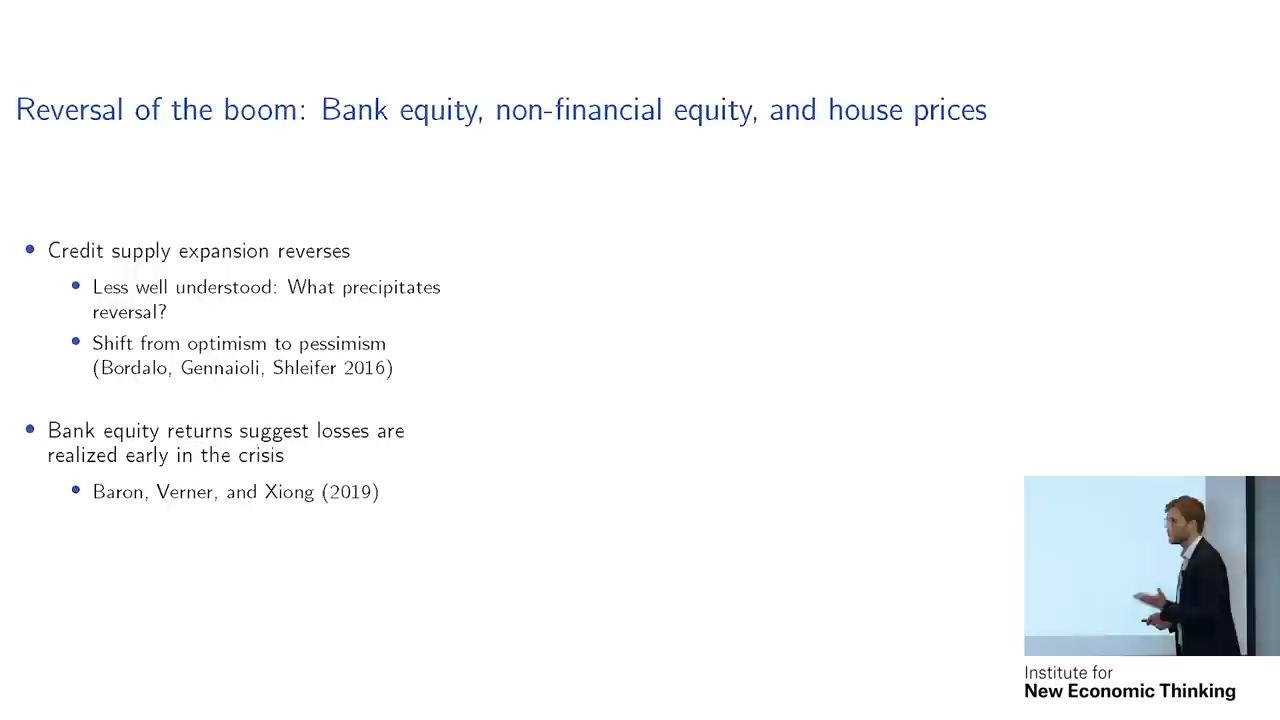 Reversal of the boom: Bank equity, non-financial equity, and house prices
Credit supply expansion reverses
Less well understood: What precipitates
reversal?
Shift from optimism to pessimism
(Bordalo, Gennaioli, Shleifer 2016)
Bank equity returns suggest losses are
realized early in the crisis
Baron, Verner, and Xiong (2019)
Institute for
New Economic Thinking